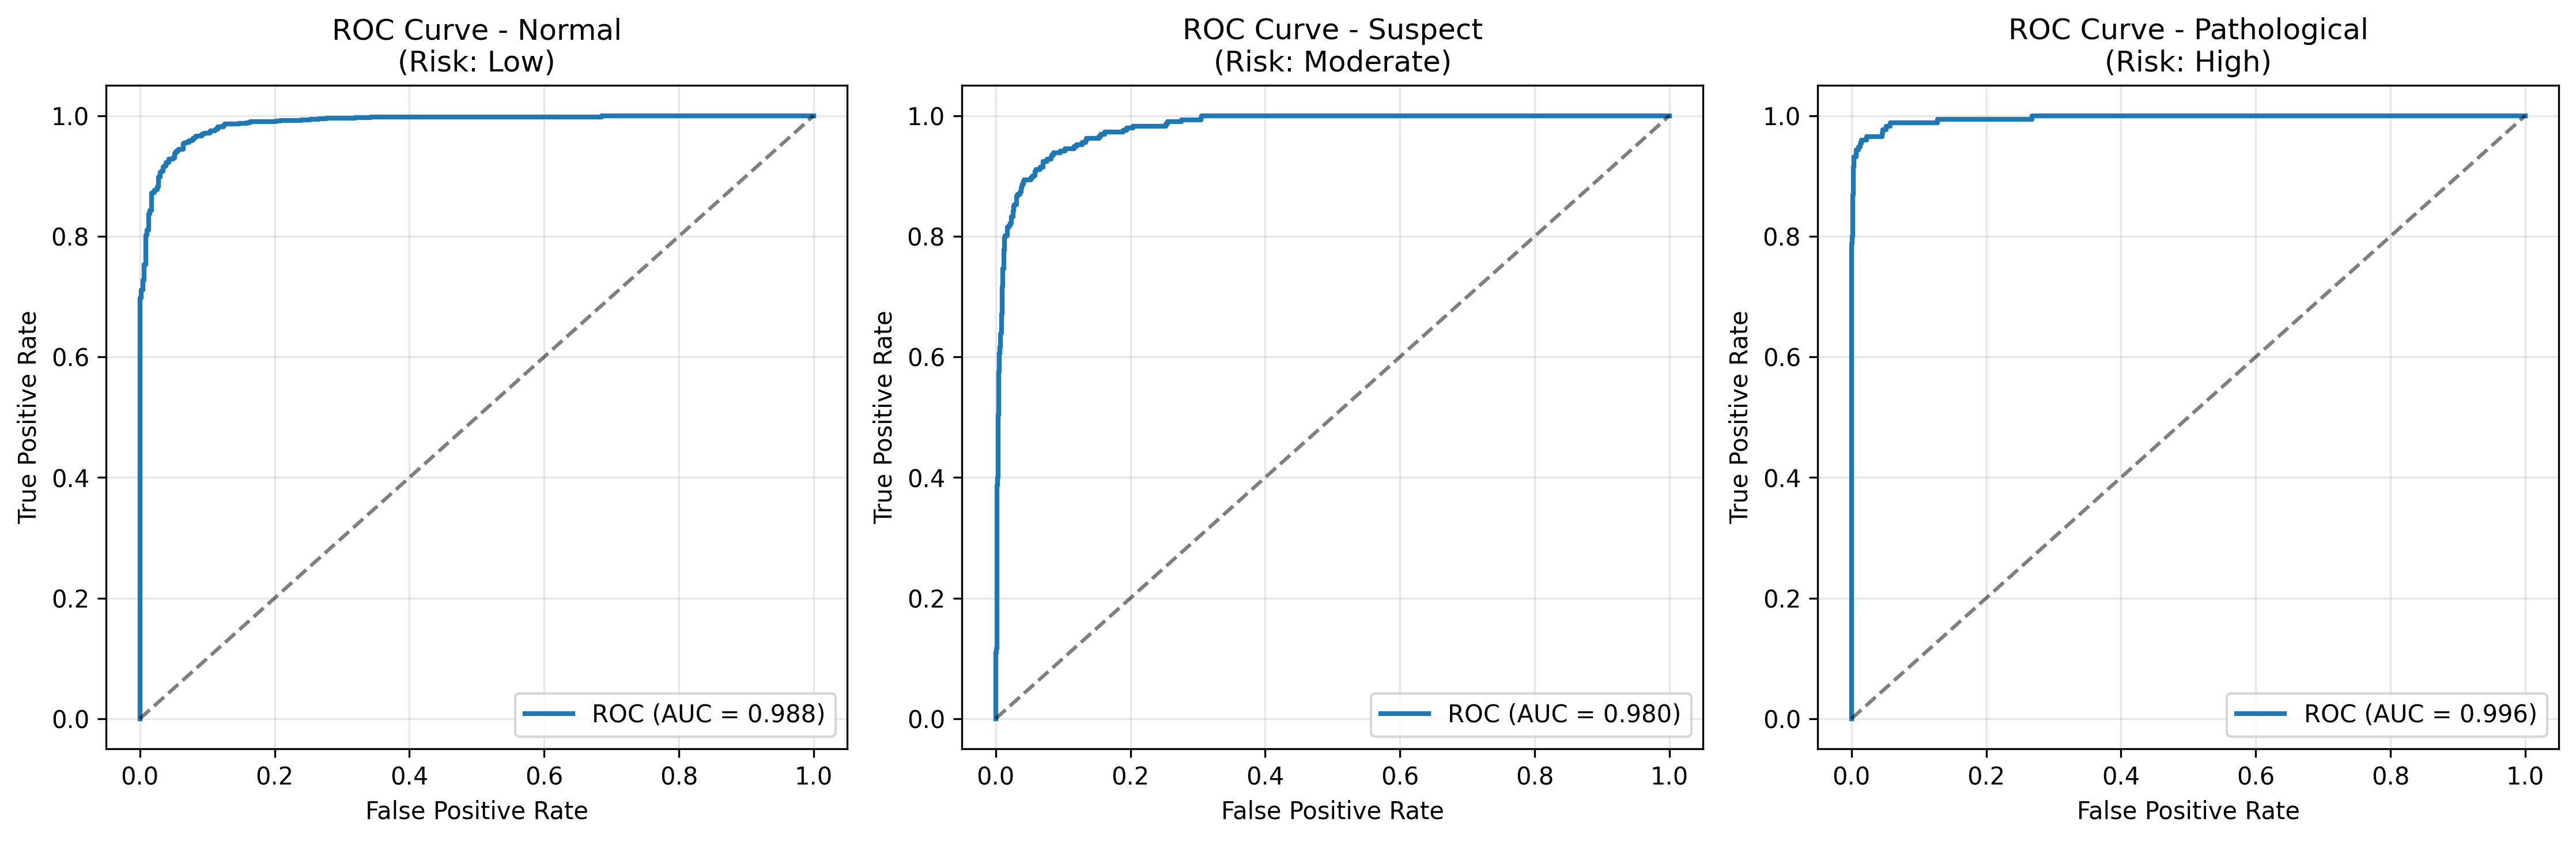 ROC Curve - Normal
(Risk: Low)
1.0
0.8
0.6
0.4
0.2
0.0
True Positive Rate
0.0 0.2 0.4 0.6 0.8 1.0
False Positive Rate
ROC (AUC = 0.988)
ROC Curve - Suspect
(Risk: Moderate)
1.0
0.8
0.6
0.4
0.2
0.0
True Positive Rate
0.0 0.2 0.4 0.6 0.8 1.0
False Positive Rate
ROC (AUC = 0.980)
ROC Curve - Pathological
(Risk: High)
1.0
0.8
0.6
0.4
0.2
0.0
True Positive Rate
0.0 0.2 0.4 0.6 0.8 1.0
False Positive Rate
ROC (AUC = 0.996)